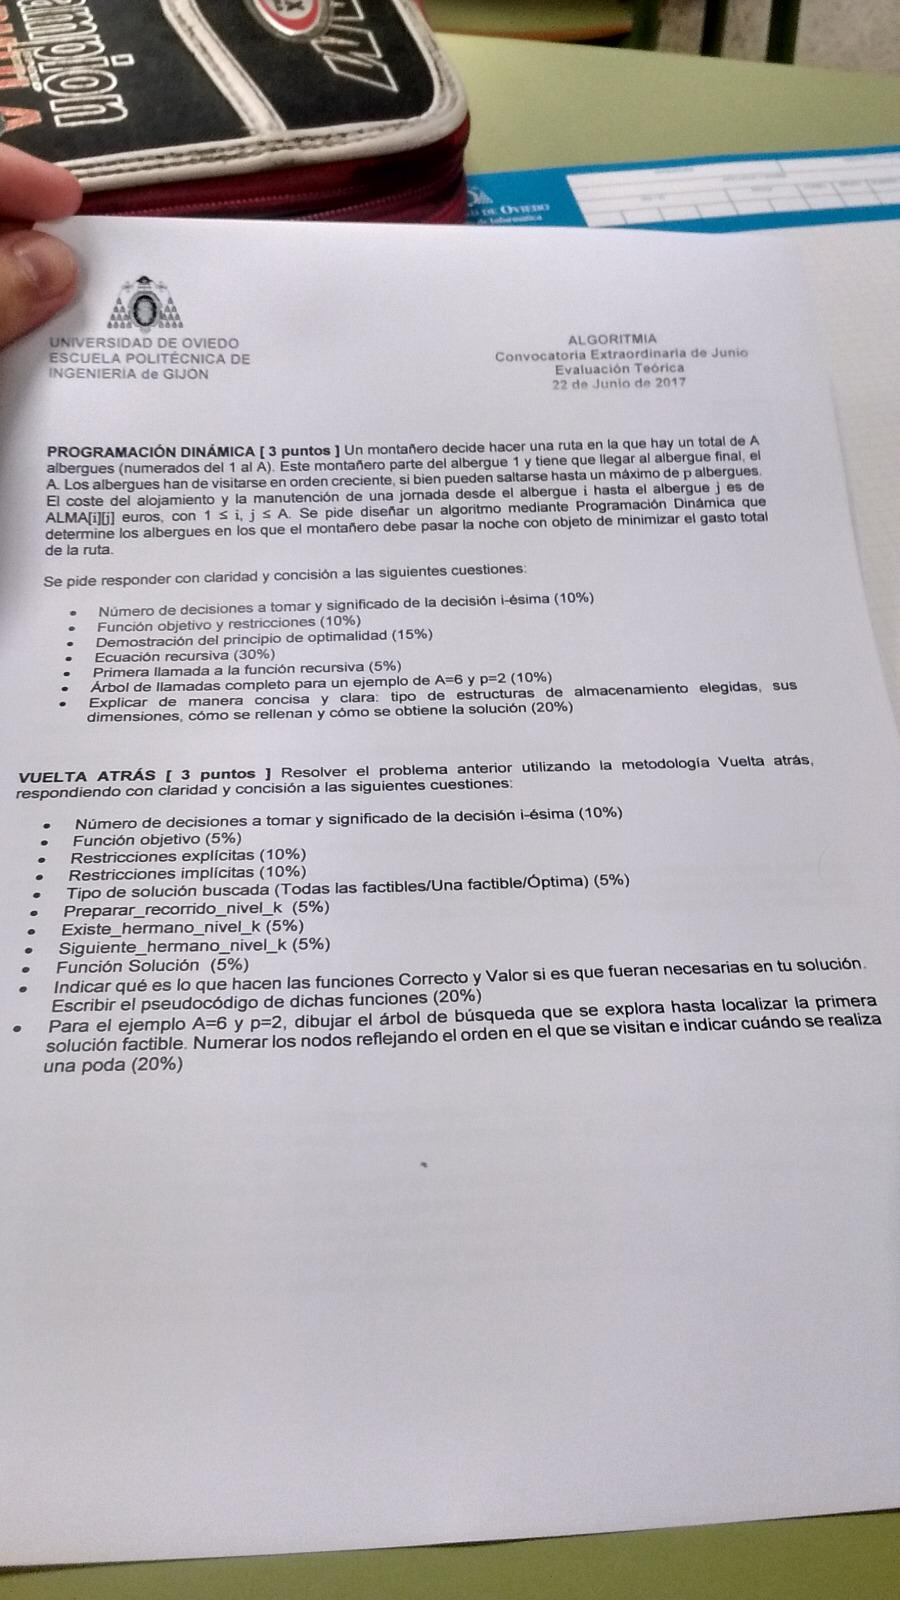 ampión
DE OVIEDO
de Informática
UNIVERSIDAD DE OVIEDO
ESCUELA POLITÉCNICA DE
INGENIERÍA de GIJÓN
ALGORITMIA
Convocatoria Extraordinaria de Junio
Evaluación Teórica
22 de Junio de 2017
PROGRAMACIÓN DINÁMICA [ 3 puntos ] Un montañero decide hacer una ruta en la que hay un total de A
albergues (numerados del 1 al A). Este montañero parte del albergue 1 y tiene que llegar al albergue final, el
A. Los albergues han de visitarse en orden creciente, si bien pueden saltarse hasta un máximo de p albergues.
El coste del alojamiento y la manutención de una jornada desde el albergue i hasta el albergue j es de
ALMA[i][j] euros, con 1 ≤ i, j ≤ A. Se pide diseñar un algoritmo mediante Programación Dinámica que
determine los albergues en los que el montañero debe pasar la noche con objeto de minimizar el gasto total
de la ruta.
Se pide responder con claridad y concisión a las siguientes cuestiones:
• Número de decisiones a tomar y significado de la decisión i-ésima (10%)
• Función objetivo y restricciones (10%)
• Demostración del principio de optimalidad (15%)
• Ecuación recursiva (30%)
• Primera llamada a la función recursiva (5%)
• Árbol de llamadas completo para un ejemplo de A=6 y p=2 (10%)
• Explicar de manera concisa y clara: tipo de estructuras de almacenamiento elegidas, sus
dimensiones, cómo se rellenan y cómo se obtiene la solución (20%)
VUELTA ATRÁS [ 3 puntos ] Resolver el problema anterior utilizando la metodología Vuelta atrás,
respondiendo con claridad y concisión a las siguientes cuestiones:
• Número de decisiones a tomar y significado de la decisión i-ésima (10%)
• Función objetivo (5%)
• Restricciones explícitas (10%)
• Restricciones implícitas (10%)
• Tipo de solución buscada (Todas las factibles/Una factible/Óptima) (5%)
• Preparar_recorrido_nivel_k (5%)
• Existe_hermano_nivel_k (5%)
• Siguiente_hermano_nivel_k (5%)
• Función Solución (5%)
• Indicar qué es lo que hacen las funciones Correcto y Valor si es que fueran necesarias en tu solución.
Escribir el pseudocódigo de dichas funciones (20%)
• Para el ejemplo A=6 y p=2, dibujar el árbol de búsqueda que se explora hasta localizar la primera
solución factible. Numerar los nodos reflejando el orden en el que se visitan e indicar cuándo se realiza
una poda (20%)